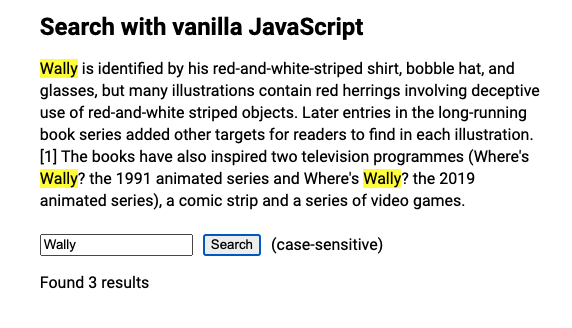 Search with vanilla JavaScript
Wally is identified by his red-and-white-striped shirt, bobble hat, and
glasses, but many illustrations contain red herrings involving deceptive
use of red-and-white striped objects. Later entries in the long-running
book series added other targets for readers to find in each illustration.
[1] The books have also inspired two television programmes (Where's
Wally? the 1991 animated series and Where's Wally? the 2019
animated series), a comic strip and a series of video games.
Wally Search (case-sensitive)
Found 3 results